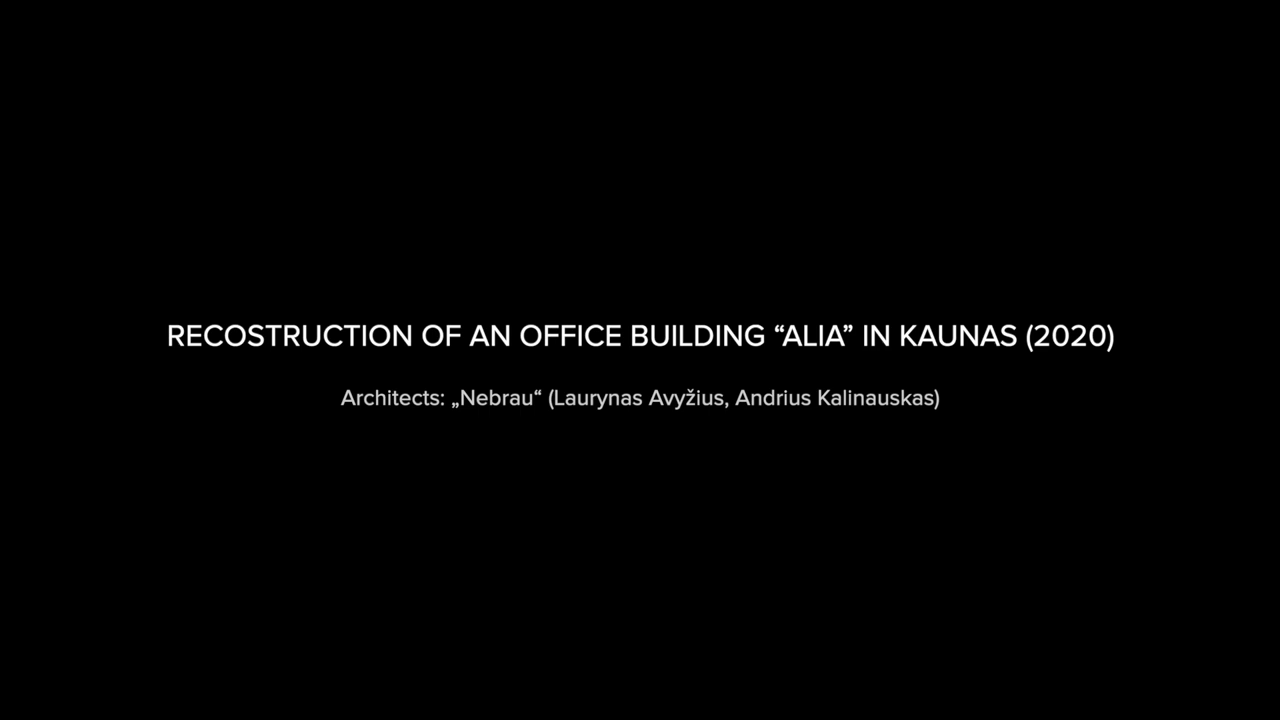 RECOSTRUCTION OF AN OFFICE BUILDING “ALIA” IN KAUNAS (2020)
Architects: „Nebrau“ (Laurynas Avyžius, Andrius Kalinauskas)